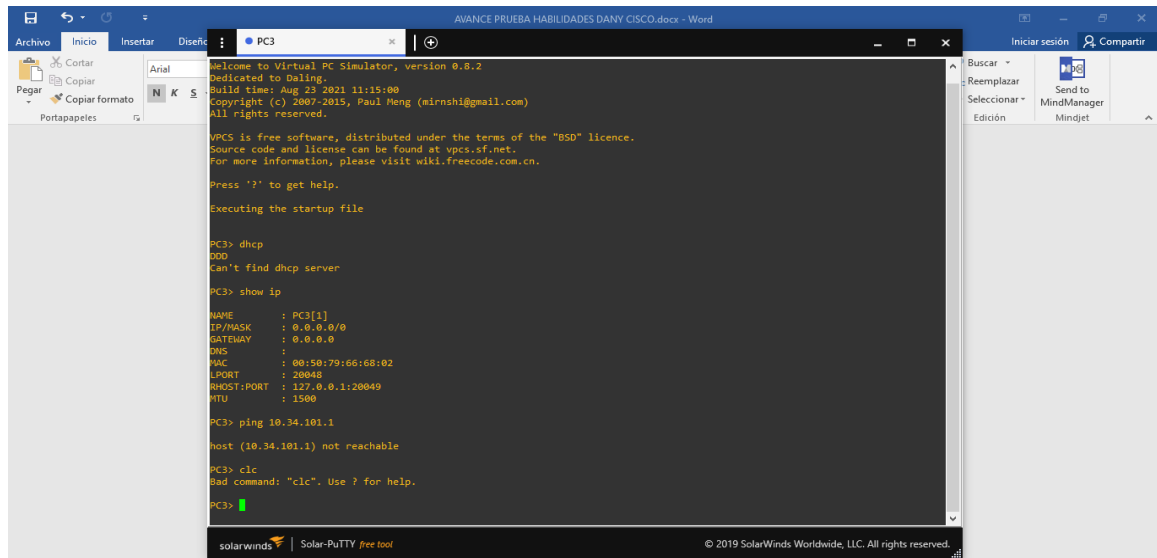 AVANCE PRUEBA HABILIDADES DANY CISCO.docx - Word
Archivo Inicio Insertar Diseño
Iniciar sesión Compartir
PC3
Cortar
Copiar
Copiar formato
Pegar
Portapapeles
Arial
N K S
Buscar
Reemplazar
Seleccionar
Edición
Send to
MindManager
Mindjet
Welcome to Virtual PC Simulator, version 0.8.2
Dedicated to Daling.
Build time: Aug 23 2021 11:15:00
Copyright (c) 2007-2015, Paul Meng (mirnshi@gmail.com)
All rights reserved.
VPCS is free software, distributed under the terms of the "BSD" licence.
Source code and license can be found at vpcs.sf.net.
For more information, please visit wiki.freecode.com.cn.
Press '?' to get help.
Executing the startup file
PC3> dhcp
DDD
Can't find dhcp server
PC3> show ip
NAME : PC3[1]
IP/MASK : 0.0.0.0/0
GATEWAY : 0.0.0.0
DNS :
MAC : 00:50:79:66:68:02
LPORT : 20048
RHOST:PORT : 127.0.0.1:20049
MTU : 1500
PC3> ping 10.34.101.1
host (10.34.101.1) not reachable
PC3> clc
Bad command: "clc". Use ? for help.
PC3>
solarwinds Solar-PuTTY free tool
© 2019 SolarWinds Worldwide, LLC. All rights reserved.